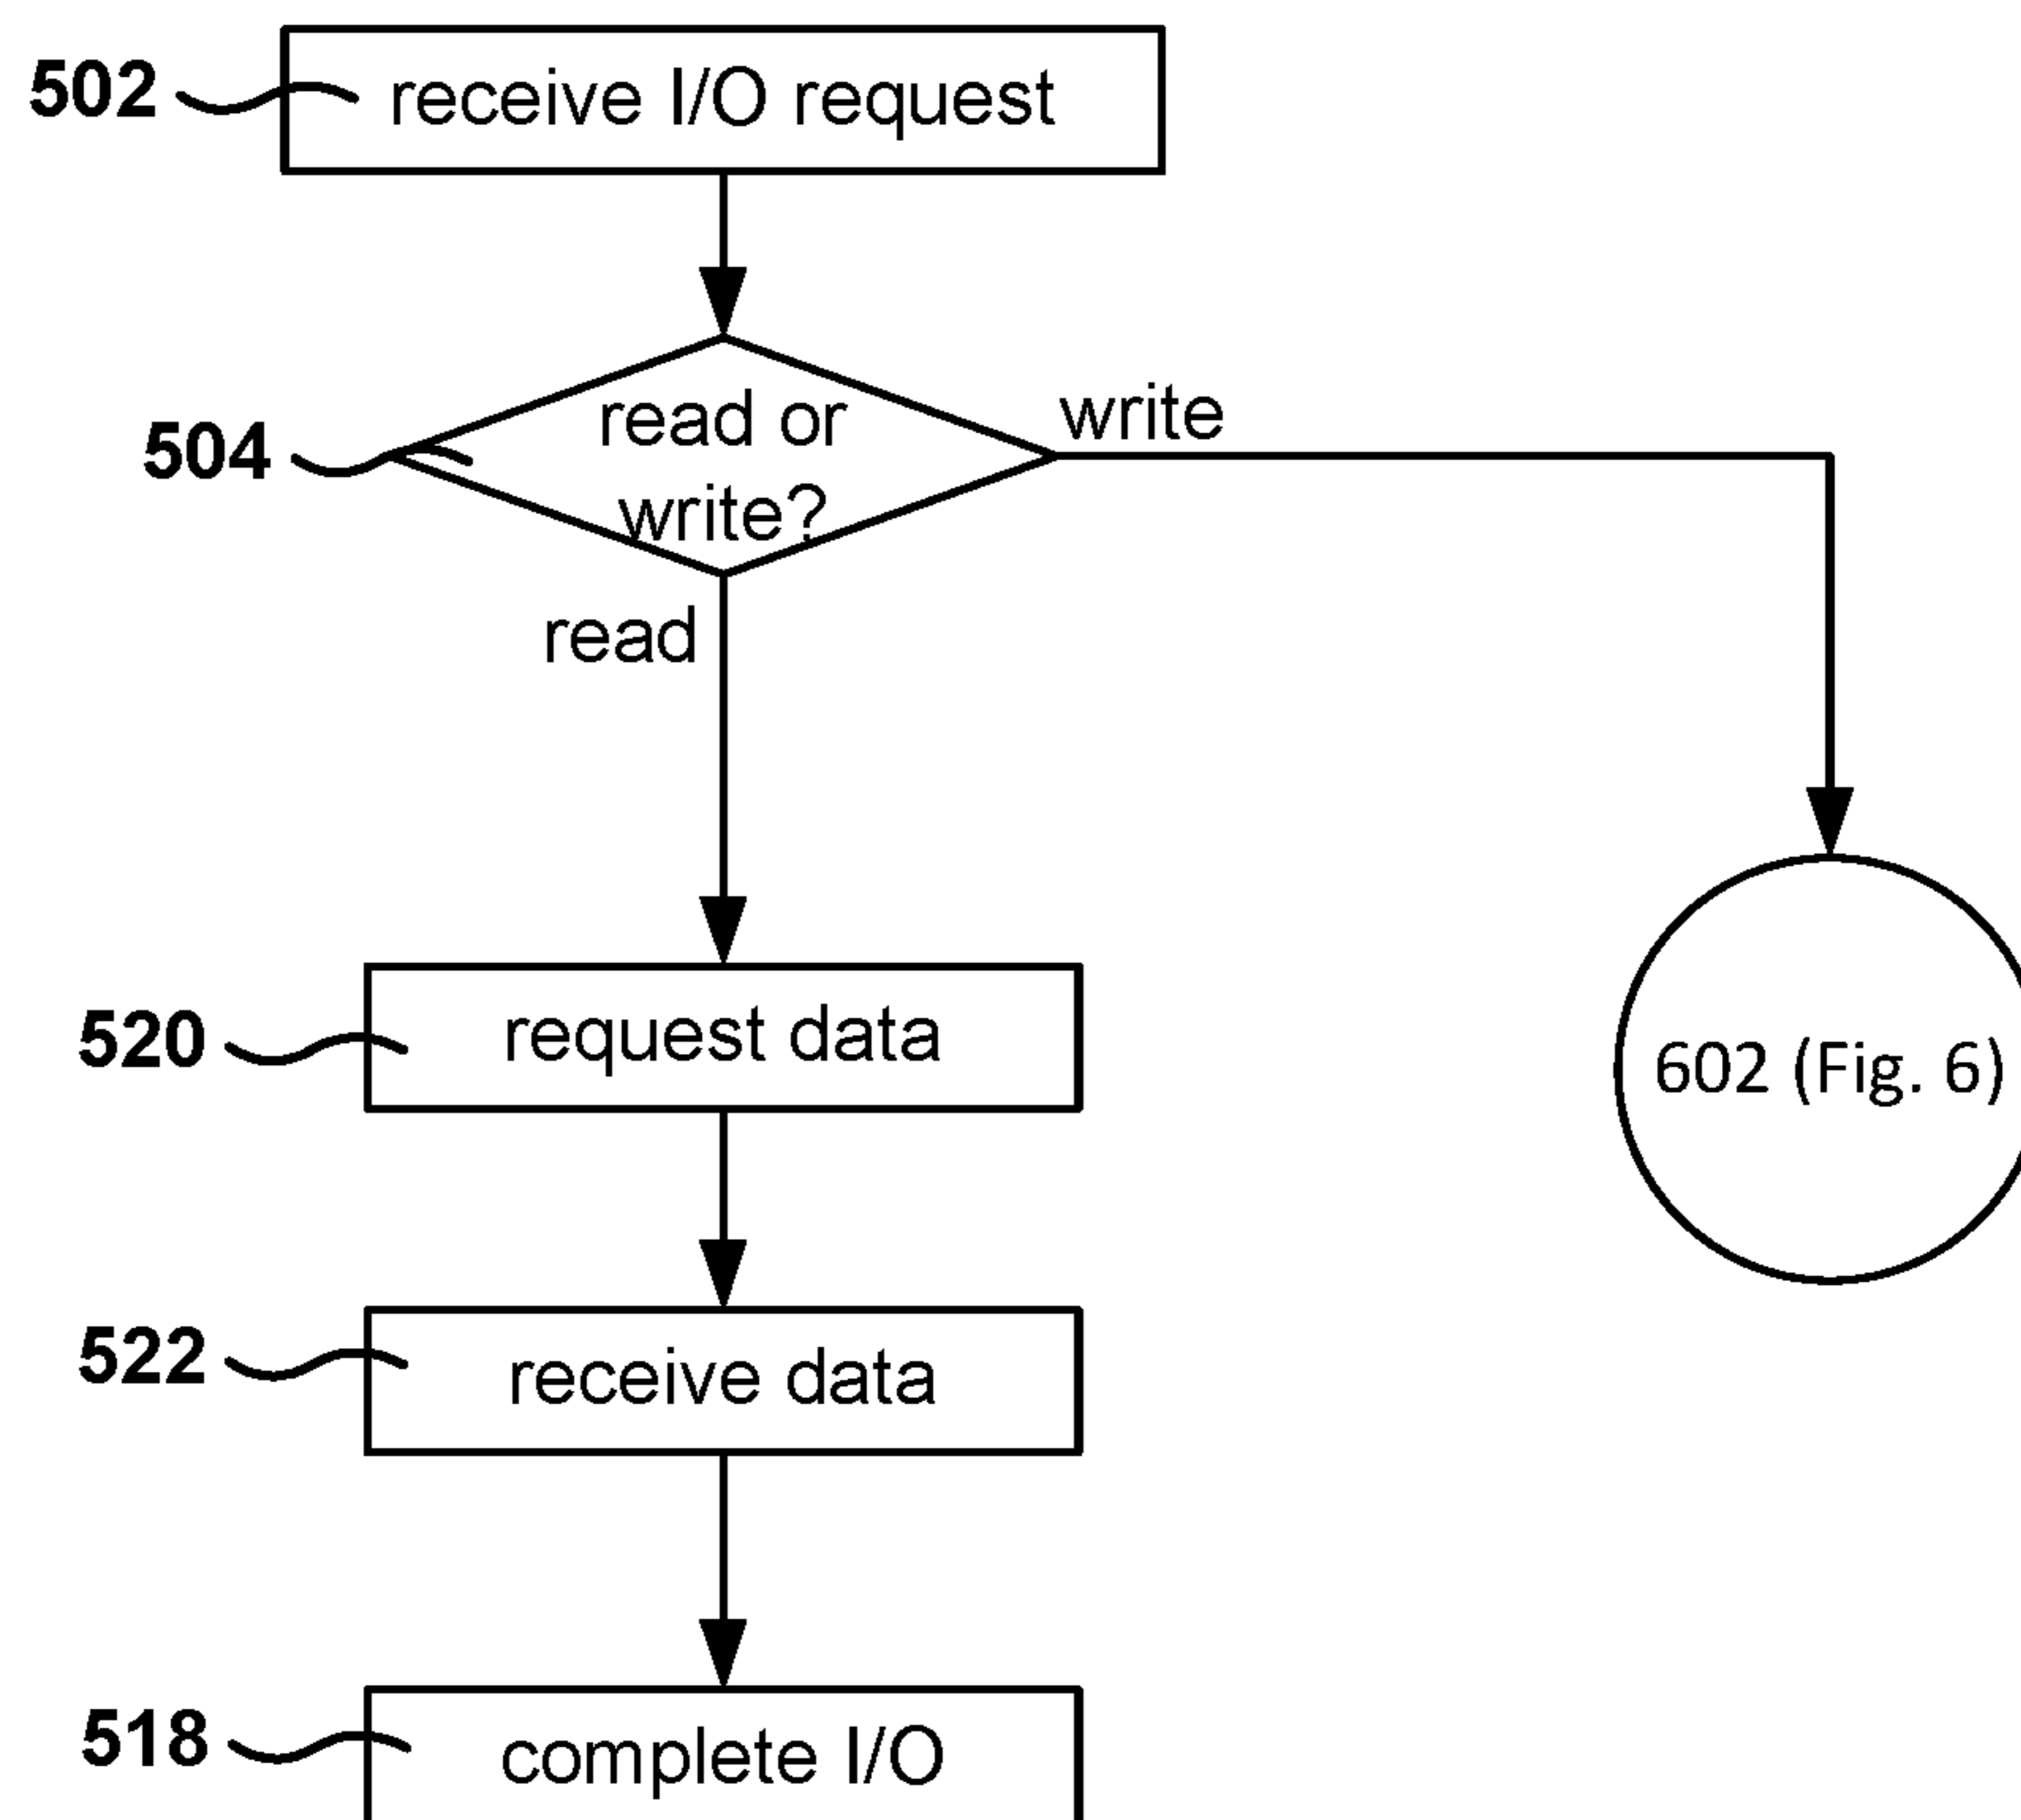 502 receive I/O request
read or
write
504
write?
read
520 request data
602 (Fig. 6)
522 receive data
518 complete I/O